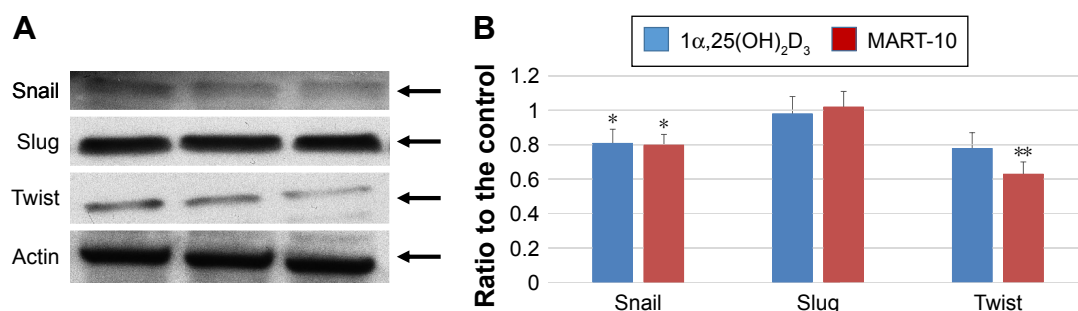 A
Snail
Slug
Twist
Actin
B
1α,25(OH)₂D₃ MART-10
Ratio to the control
1.2
1
0.8
0.6
0.4
0.2
0
* * **
Snail Slug Twist